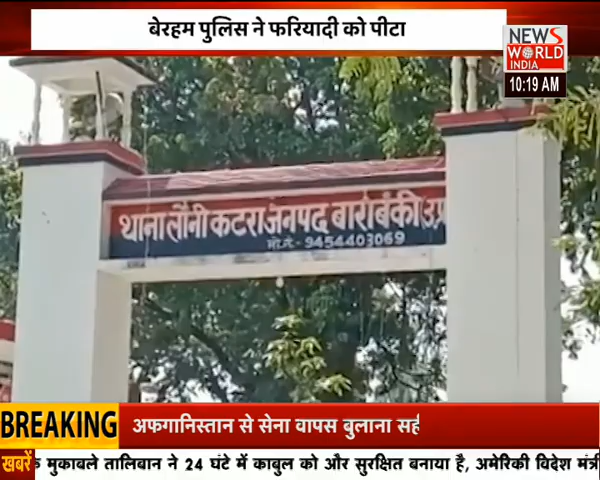 बेरहम पुलिस ने फरियादी को पीटा
NEWS
WORLD
INDIA
10:19 AM
थाना लौनी कटरा जनपद बाराबंकी उ.प्र
मो.नं.- 9454403069
BREAKING
अफगानिस्तान से सेना वापस बुलाना
खबरें
मुकाबले तालिबान ने 24 घंटे में काबुल को और सुरक्षित बनाया है, अमेरिकी विदेश मंत्री